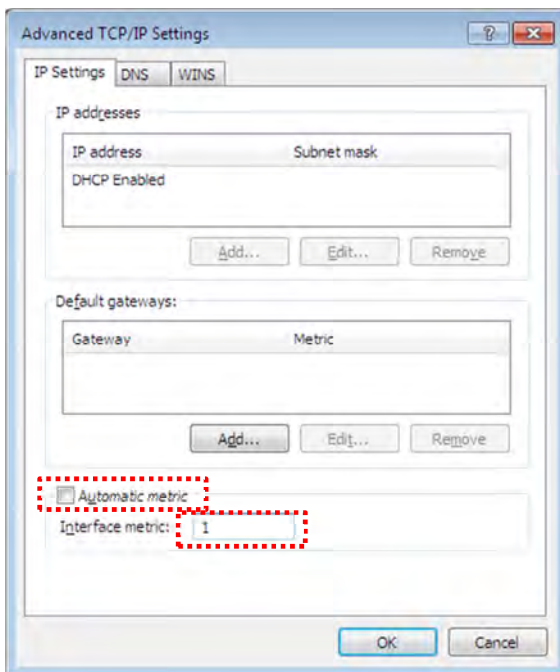 Advanced TCP/IP Settings
IP Settings DNS WINS
IP addresses
IP address Subnet mask
DHCP Enabled
Add... Edit... Remove
Default gateways:
Gateway Metric
Add... Edit... Remove
Automatic metric
Interface metric: 1
OK Cancel